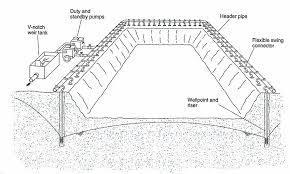 Duty and
standby pumps
Header pipe
V-notch
weir tank
Flexible swing
connector
Wellpoint and
riser